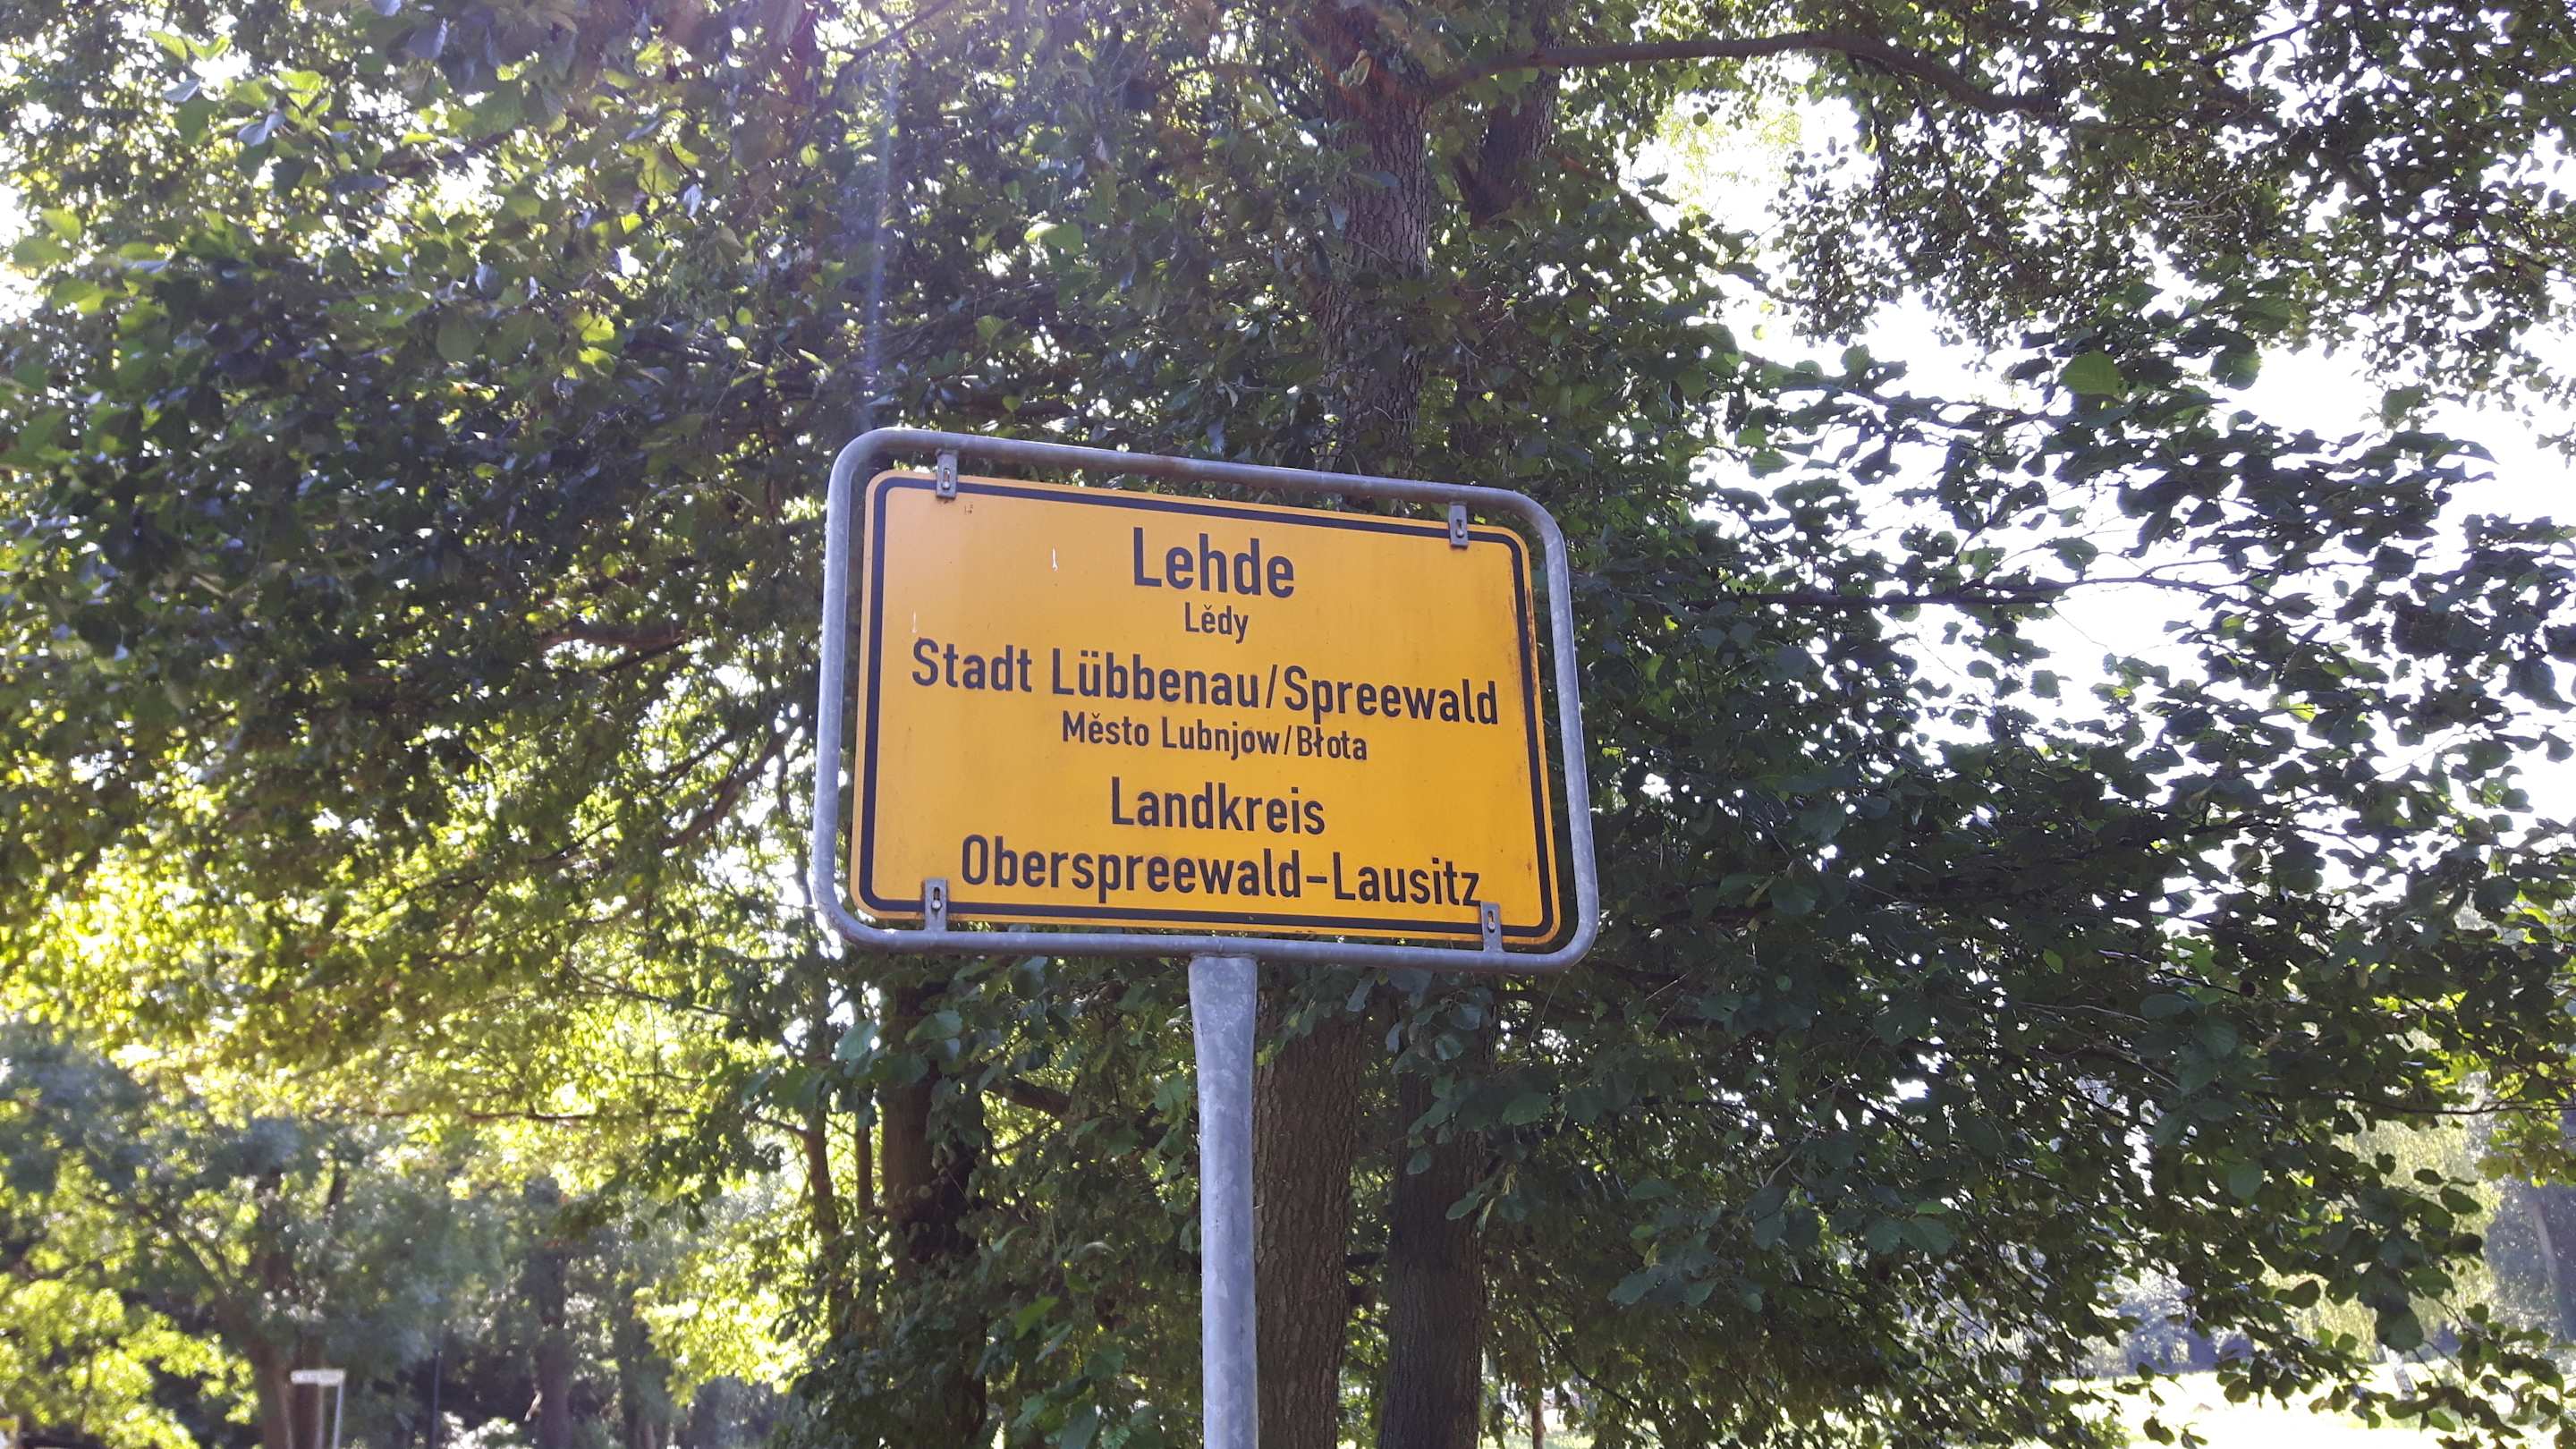 Lehde
Lědy
Stadt Lübbenau/Spreewald
Město Lubnjow/Błota
Landkreis
Oberspreewald-Lausitz